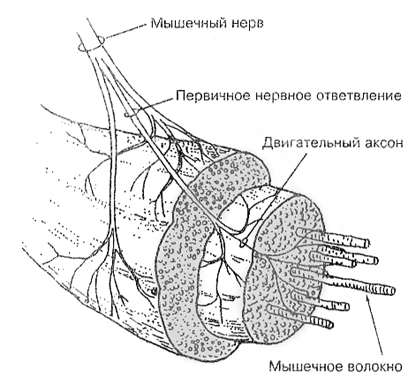 Мышечный нерв
Первичное нервное ответвление
Двигательный аксон
Мышечное волокно